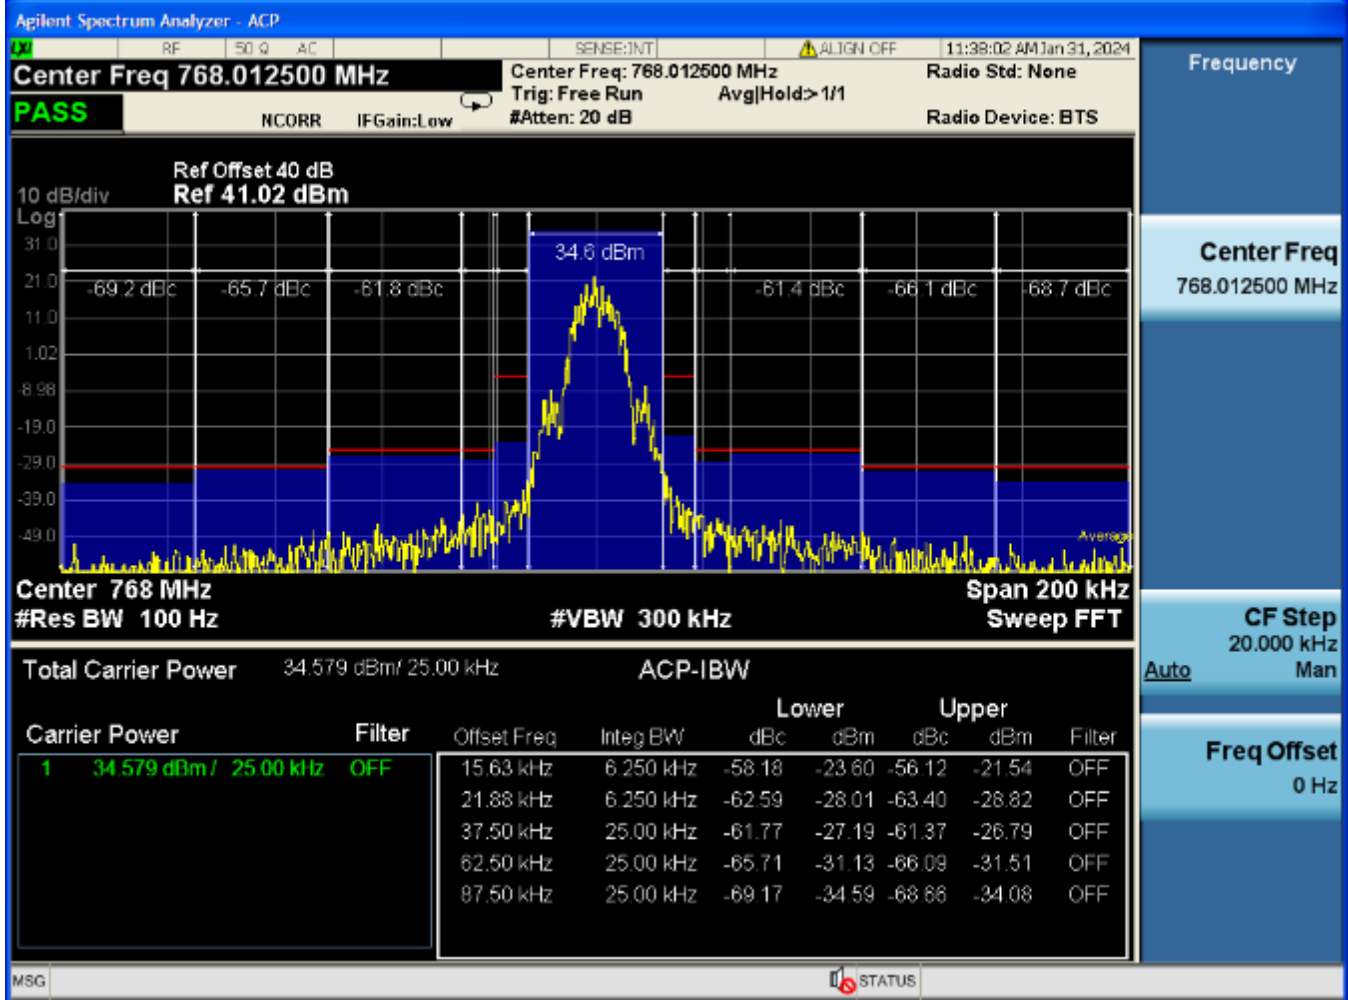 Agilent Spectrum Analyzer - ACP
LXI RF 50 Ω AC SENSE:INT ALIGN OFF 11:38:02 AM Jan 31, 2024
Center Freq 768.012500 MHz
Center Freq: 768.012500 MHz Radio Std: None
Trig: Free Run Avg|Hold:> 1/1
PASS NCORR IFGain:Low #Atten: 20 dB Radio Device: BTS
Ref Offset 40 dB
10 dB/div Ref 41.02 dBm
Log
31.0
34.6 dBm
21.0
-69.2 dBc -65.7 dBc -61.8 dBc -61.4 dBc -66.1 dBc -68.7 dBc
11.0
1.02
-8.98
-19.0
-29.0
-39.0
-49.0
Average
Center 768 MHz Span 200 kHz
#Res BW 100 Hz #VBW 300 kHz Sweep FFT
Total Carrier Power 34.579 dBm/ 25.00 kHz ACP-IBW
Lower Upper
Carrier Power Filter Offset Freq Integ BW dBc dBm dBc dBm Filter
1 34.579 dBm / 25.00 kHz OFF 15.63 kHz 6.250 kHz -58.18 -23.60 -56.12 -21.54 OFF
21.88 kHz 6.250 kHz -62.59 -28.01 -63.40 -28.82 OFF
37.50 kHz 25.00 kHz -61.77 -27.19 -61.37 -26.79 OFF
62.50 kHz 25.00 kHz -65.71 -31.13 -66.09 -31.51 OFF
87.50 kHz 25.00 kHz -69.17 -34.59 -68.66 -34.08 OFF
MSG STATUS
Frequency
Center Freq
768.012500 MHz
CF Step
20.000 kHz
Auto Man
Freq Offset
0 Hz